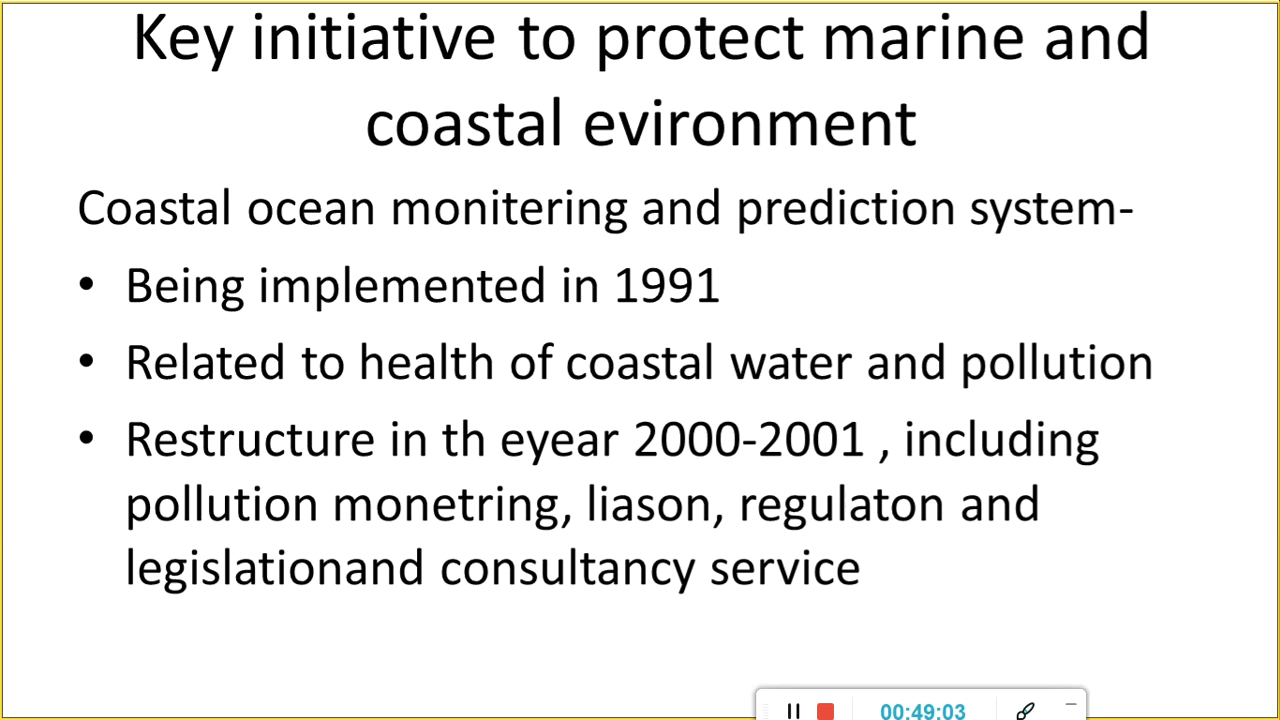 Key initiative to protect marine and
coastal evironment
Coastal ocean monitering and prediction system-
• Being implemented in 1991
• Related to health of coastal water and pollution
• Restructure in th eyear 2000-2001 , including
pollution monetring, liason, regulaton and
legislationand consultancy service
00:49:03